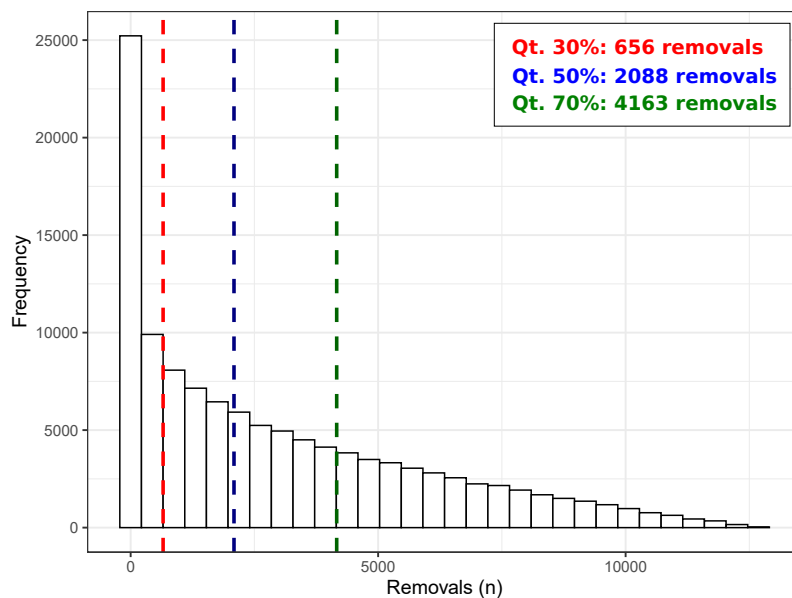 Qt. 30%: 656 removals
Qt. 50%: 2088 removals
Qt. 70%: 4163 removals
Frequency
25000
20000
15000
10000
5000
0
0 5000 10000
Removals (n)